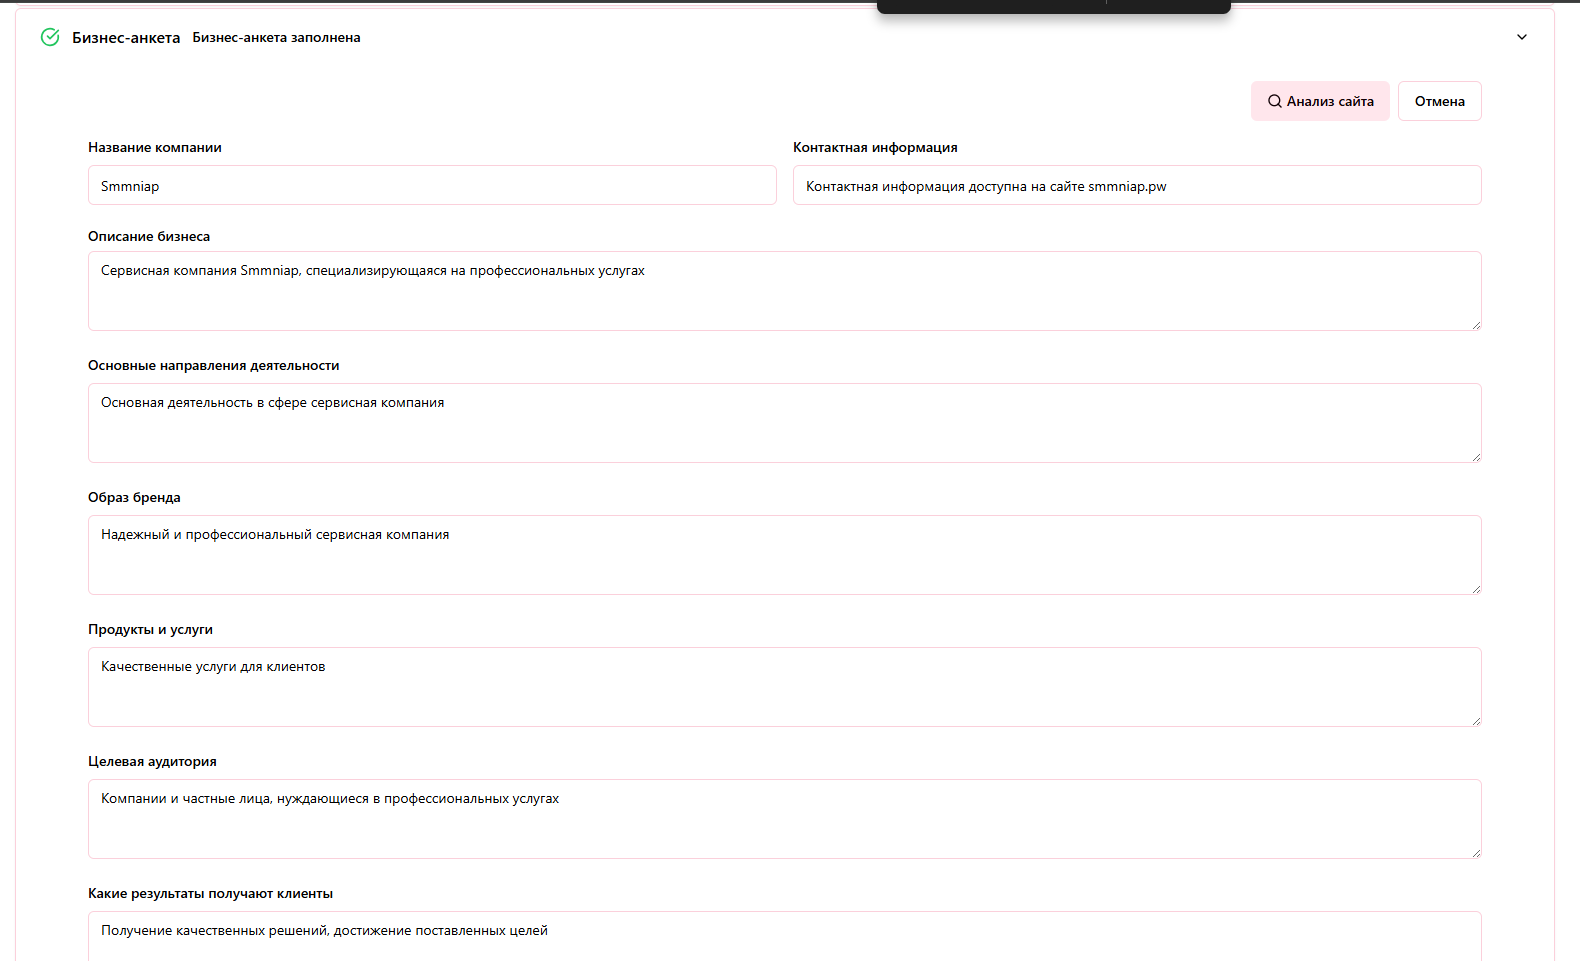 Бизнес-анкета Бизнес-анкета заполнена
Анализ сайта Отмена
Название компании
Smmniap
Контактная информация
Контактная информация доступна на сайте smmniap.pw
Описание бизнеса
Сервисная компания Smmniap, специализирующаяся на профессиональных услугах
Основные направления деятельности
Основная деятельность в сфере сервисная компания
Образ бренда
Надежный и профессиональный сервисная компания
Продукты и услуги
Качественные услуги для клиентов
Целевая аудитория
Компании и частные лица, нуждающиеся в профессиональных услугах
Какие результаты получают клиенты
Получение качественных решений, достижение поставленных целей